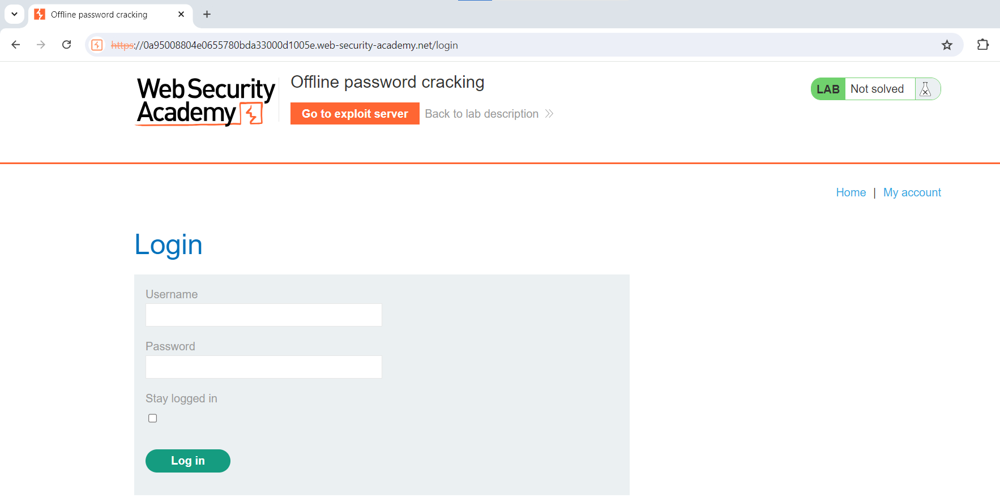 Offline password cracking
https://0a95008804e0655780bda33000d1005e.web-security-academy.net/login
Web Security
Academy
Offline password cracking
Go to exploit server
Back to lab description
LAB
Not solved
Home | My account
Login
Username
Password
Stay logged in
Log in